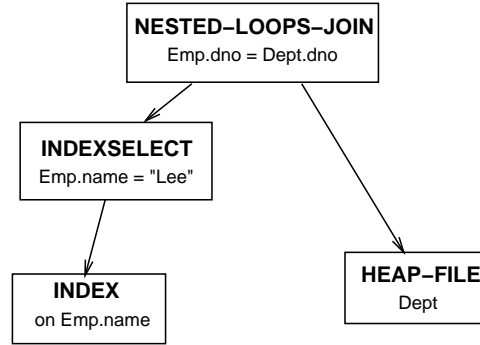 NESTED–LOOPS–JOIN
Emp.dno = Dept.dno
INDEXSELECT
Emp.name = "Lee"
INDEX
on Emp.name
HEAP–FILE
Dept